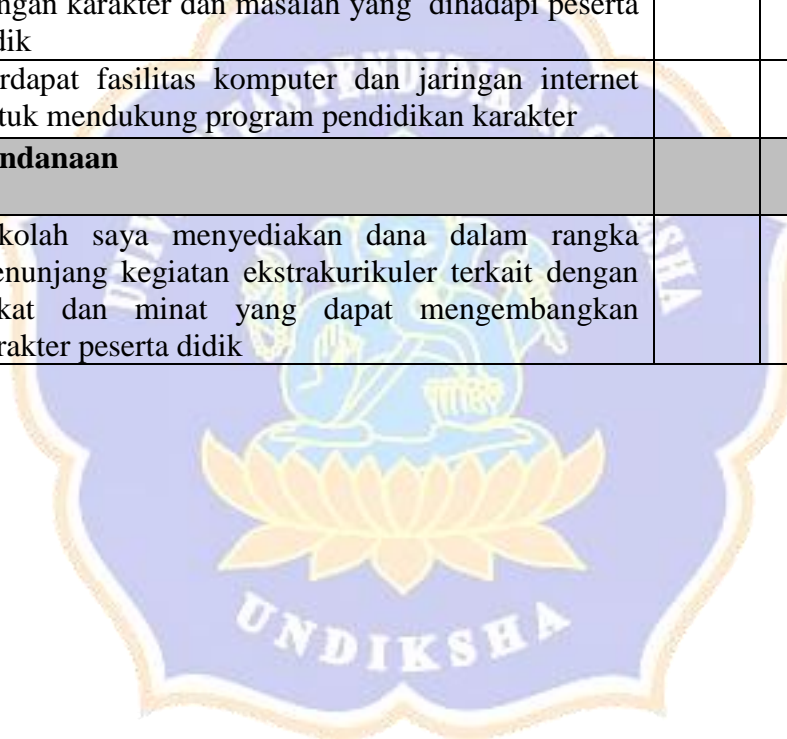 ngan karakter dan masalah yang dihadapi peserta
dik
rdapat fasilitas komputer dan jaringan internet
tuk mendukung program pendidikan karakter
ndanaan
kolah saya menyediakan dana dalam rangka
enunjang kegiatan ekstrakurikuler terkait dengan
kat dan minat yang dapat mengembangkan
rakter peserta didik
UNDIKSHA